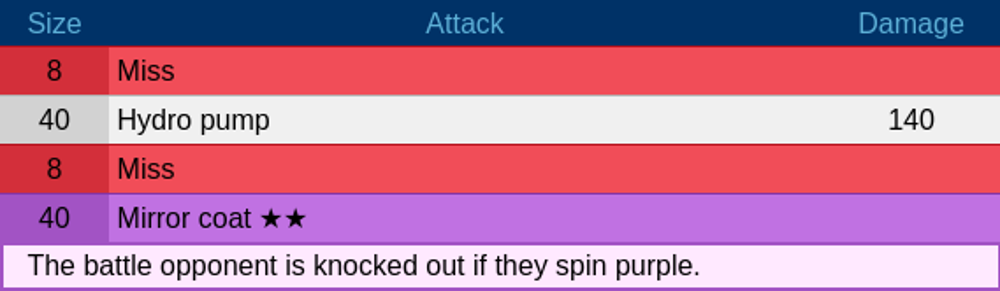 Size Attack Damage
8 Miss
40 Hydro pump 140
8 Miss
40 Mirror coat ★★
The battle opponent is knocked out if they spin purple.